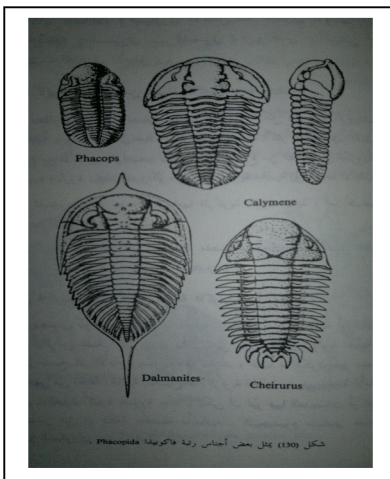 Phacops
Calymene
Dalmanites
Cheirurus
شكل (130) يمثل بعض أجناس رتبة فاكوبيدا Phacopida .